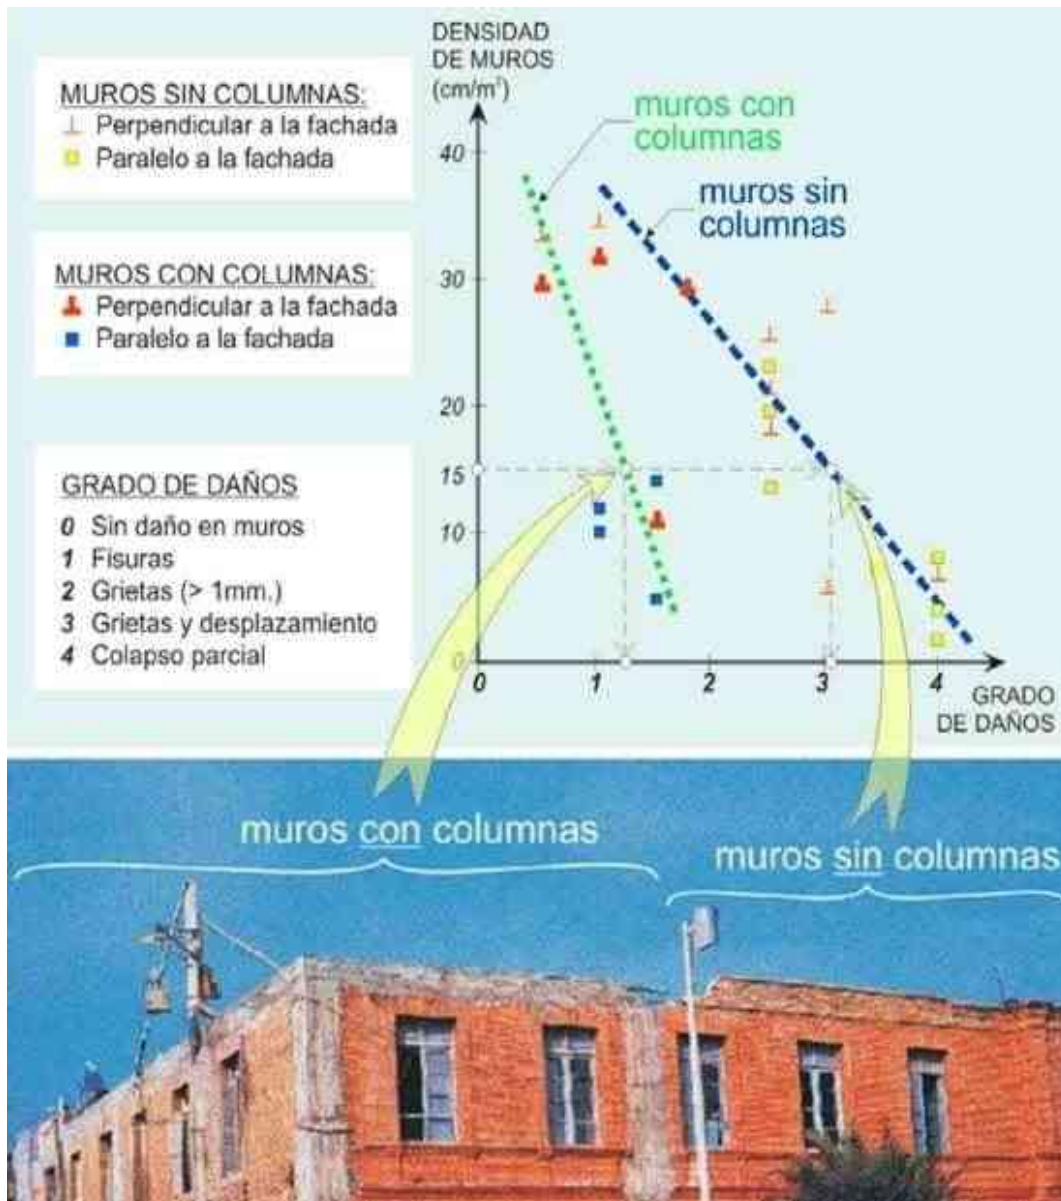 DENSIDAD
DE MUROS
(cm/m²)
MUROS SIN COLUMNAS:
Perpendicular a la fachada
Paralelo a la fachada
MUROS CON COLUMNAS:
Perpendicular a la fachada
Paralelo a la fachada
GRADO DE DAÑOS
0 Sin daño en muros
1 Fisuras
2 Grietas (> 1mm.)
3 Grietas y desplazamiento
4 Colapso parcial
muros con
columnas
muros sin
columnas
40
30
20
15
10
0
0 1 2 3 4
GRADO
DE DAÑOS
muros con columnas
muros sin columnas